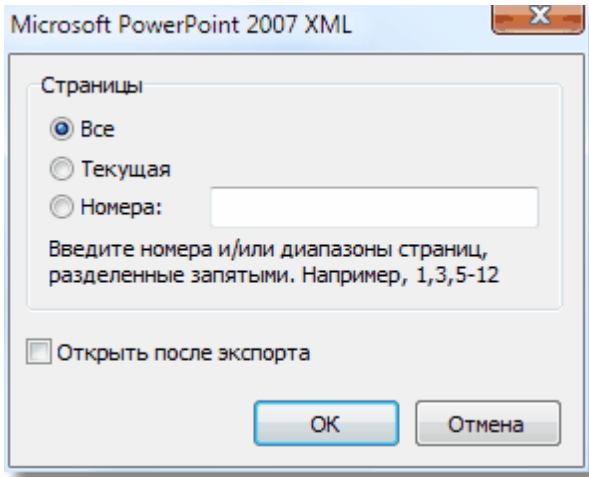 Microsoft PowerPoint 2007 XML
Страницы
Все
Текущая
Номера:
Введите номера и/или диапазоны страниц,
разделенные запятыми. Например, 1,3,5-12
Открыть после экспорта
ОК Отмена